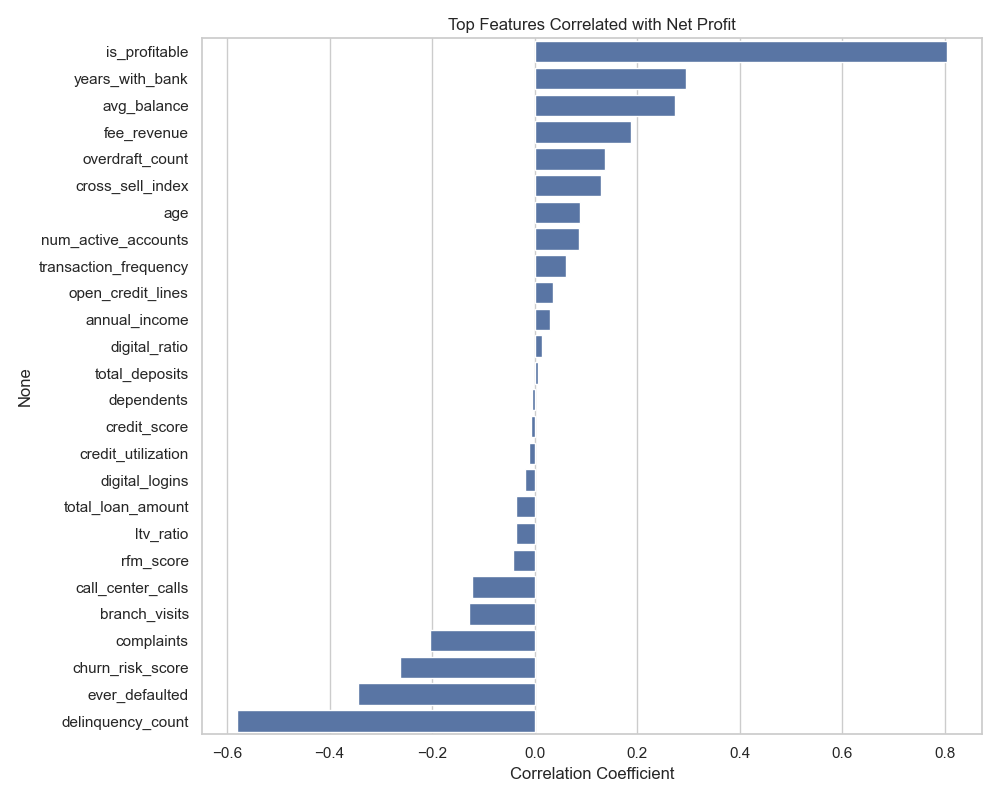 Top Features Correlated with Net Profit
is_profitable
years_with_bank
avg_balance
fee_revenue
overdraft_count
cross_sell_index
age
num_active_accounts
transaction_frequency
open_credit_lines
annual_income
digital_ratio
total_deposits
dependents
credit_score
credit_utilization
digital_logins
total_loan_amount
ltv_ratio
rfm_score
call_center_calls
branch_visits
complaints
churn_risk_score
ever_defaulted
delinquency_count
None
−0.6 −0.4 −0.2 0.0 0.2 0.4 0.6 0.8
Correlation Coefficient